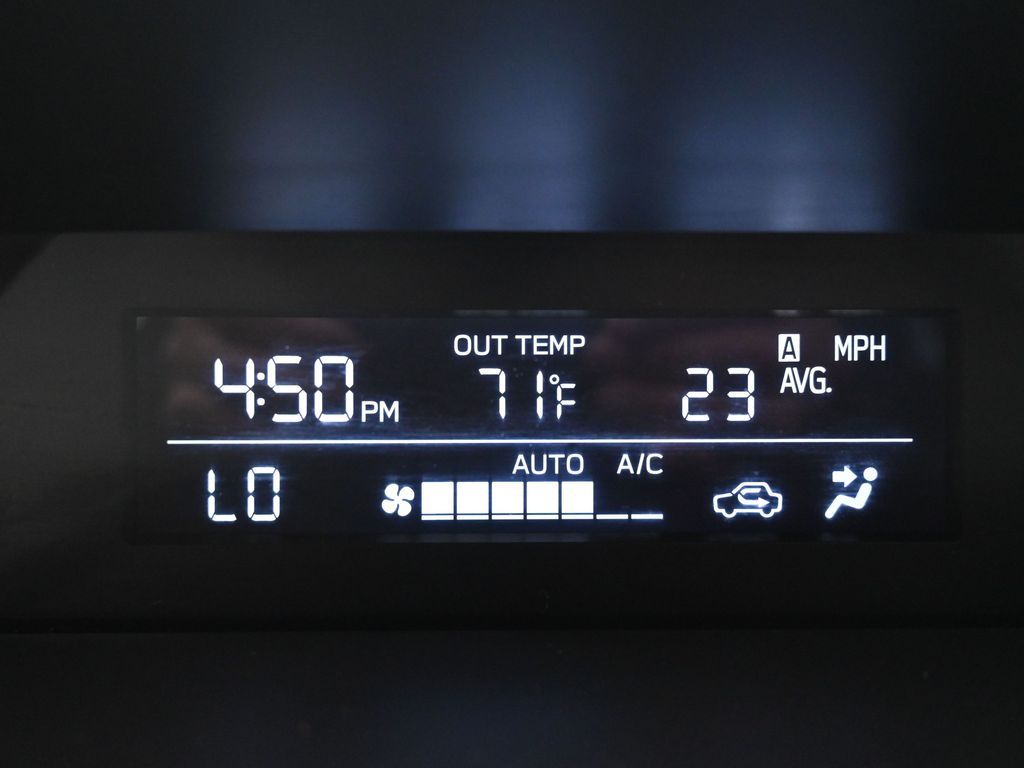 OUT TEMP A MPH
4:50 PM 71°F 23 AVG.
AUTO A/C
LO